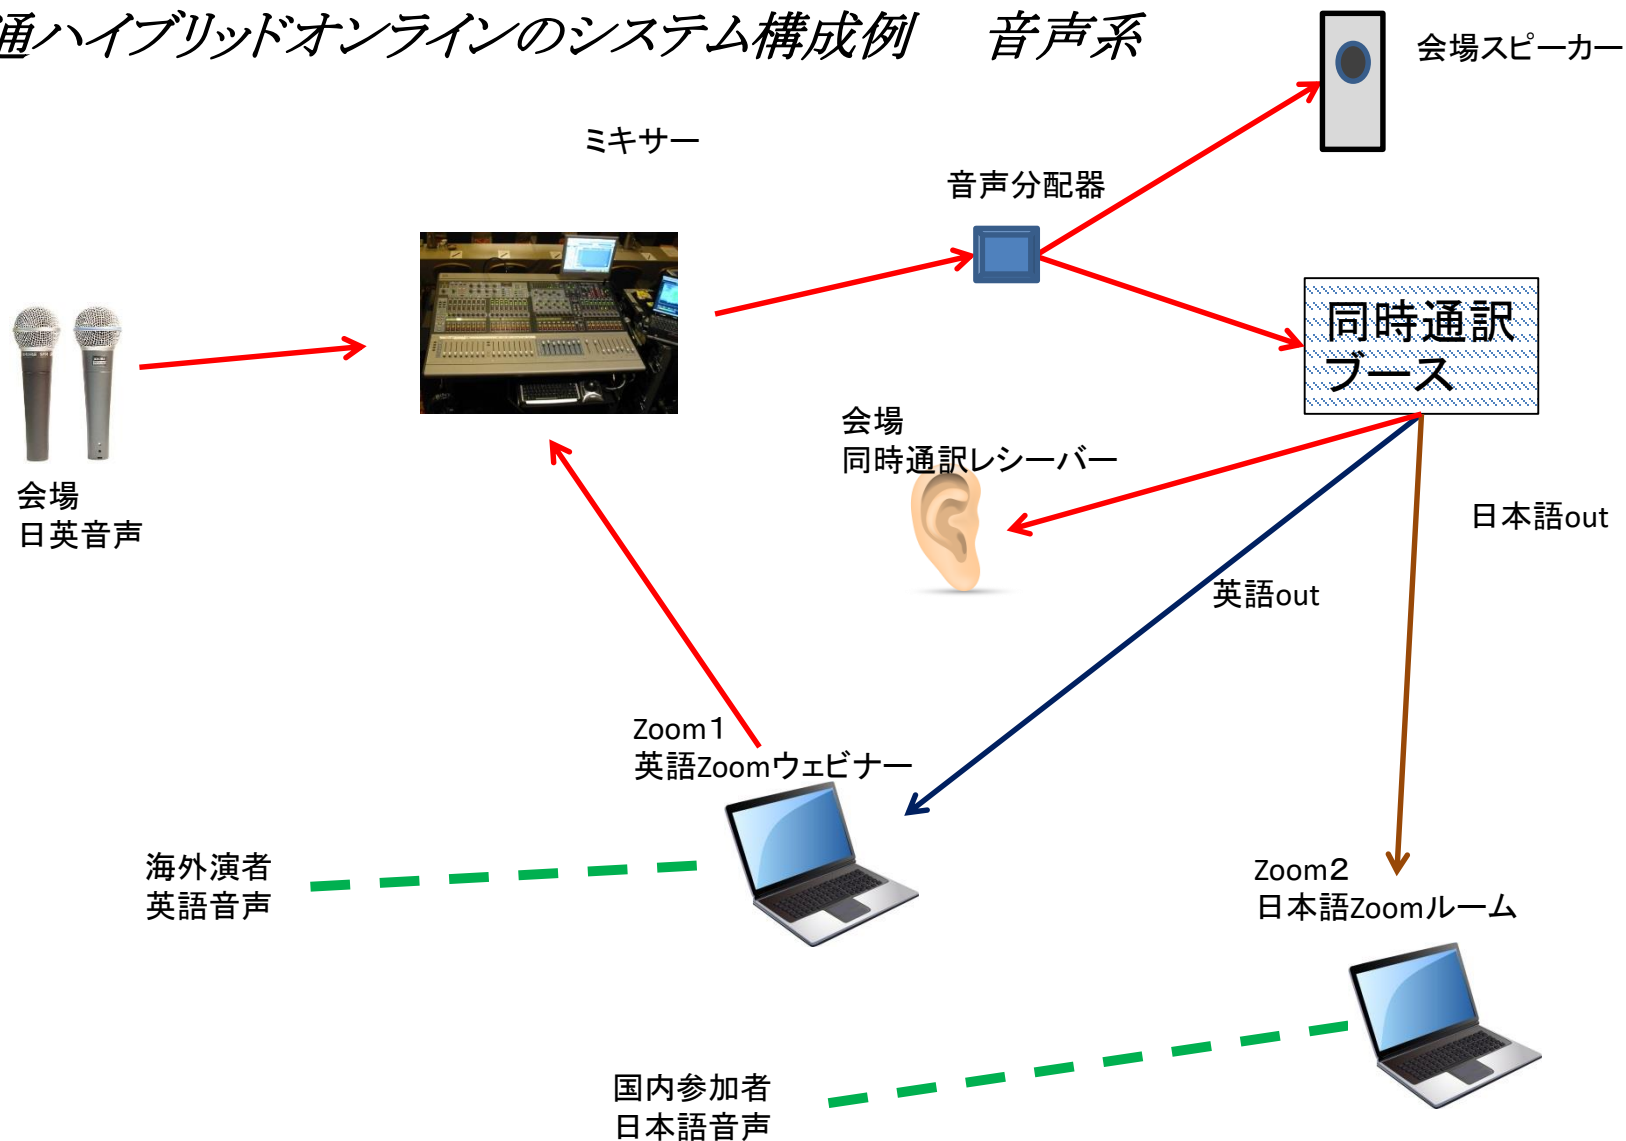 通ハイブリッドオンラインのシステム構成例　音声系
会場スピーカー
ミキサー
音声分配器
同時通訳
ブース
会場
同時通訳レシーバー
会場
日英音声
日本語out
英語out
Zoom１
英語Zoomウェビナー
海外演者
英語音声
Zoom２
日本語Zoomルーム
国内参加者
日本語音声